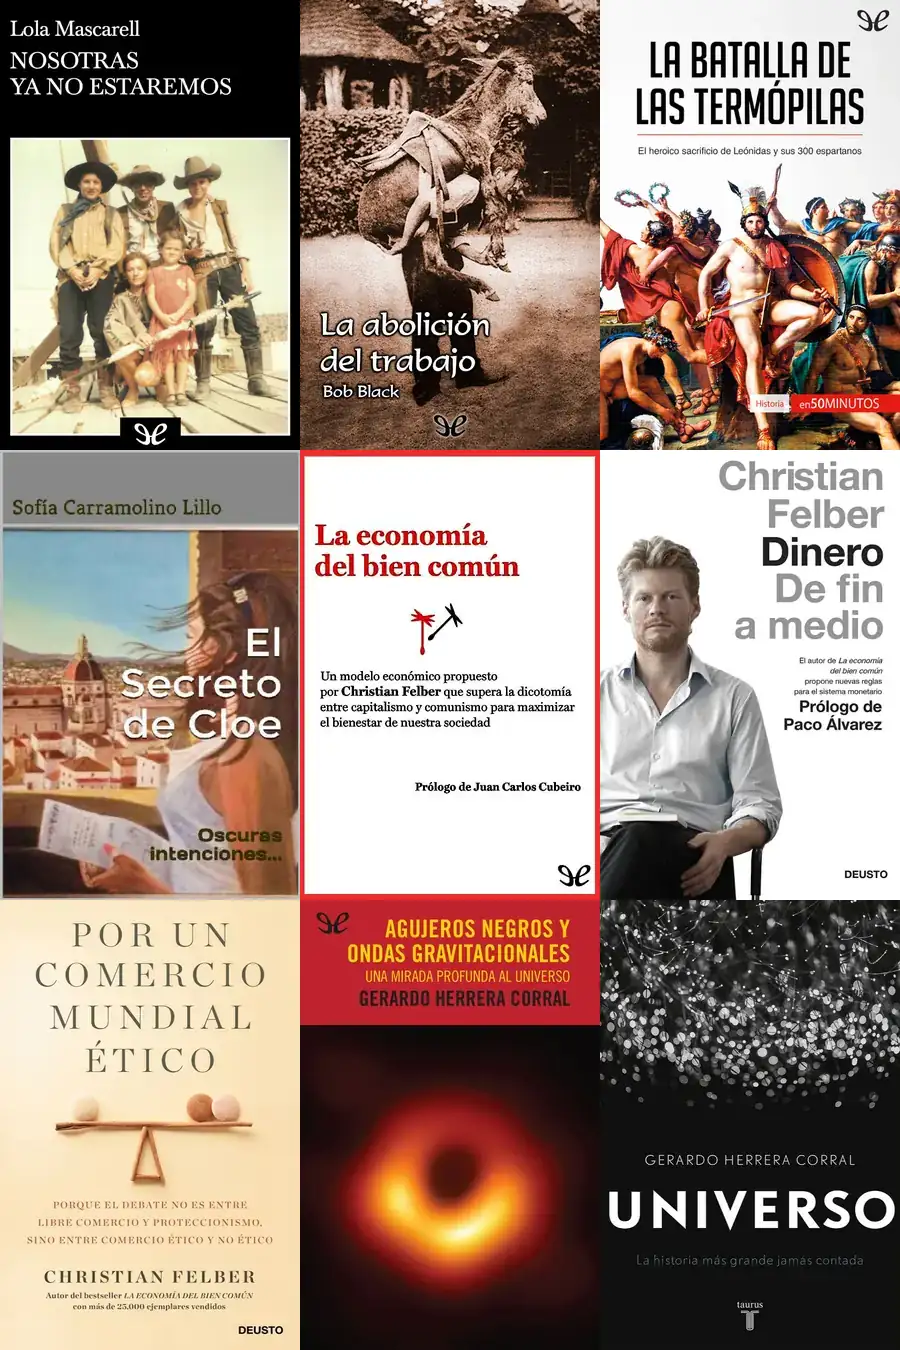 Lola Mascarell
NOSOTRAS
YA NO ESTAREMOS
La abolición
del trabajo
Bob Black
LA BATALLA DE
LAS TERMÓPILAS
El heroico sacrificio de Leónidas y sus 300 espartanos
Historia en50MINUTOS
Sofía Carramolino Lillo
El
Secreto
de Cloe
Oscuras
intenciones...
La economía
del bien común
Un modelo económico propuesto
por Christian Felber que supera la dicotomía
entre capitalismo y comunismo para maximizar
el bienestar de nuestra sociedad
Prólogo de Juan Carlos Cubeiro
Christian
Felber
Dinero
De fin
a medio
El autor de La economía
del bien común
propone nuevas reglas
para el sistema monetario
Prólogo de
Paco Álvarez
DEUSTO
POR UN
COMERCIO
MUNDIAL
ÉTICO
PORQUE EL DEBATE NO ES ENTRE
LIBRE COMERCIO Y PROTECCIONISMO,
SINO ENTRE COMERCIO ÉTICO Y NO ÉTICO
CHRISTIAN FELBER
Autor del bestseller LA ECONOMÍA DEL BIEN COMÚN
con más de 25.000 ejemplares vendidos
DEUSTO
AGUJEROS NEGROS Y
ONDAS GRAVITACIONALES
UNA MIRADA PROFUNDA AL UNIVERSO
GERARDO HERRERA CORRAL
GERARDO HERRERA CORRAL
UNIVERSO
La historia más grande jamás contada
taurus